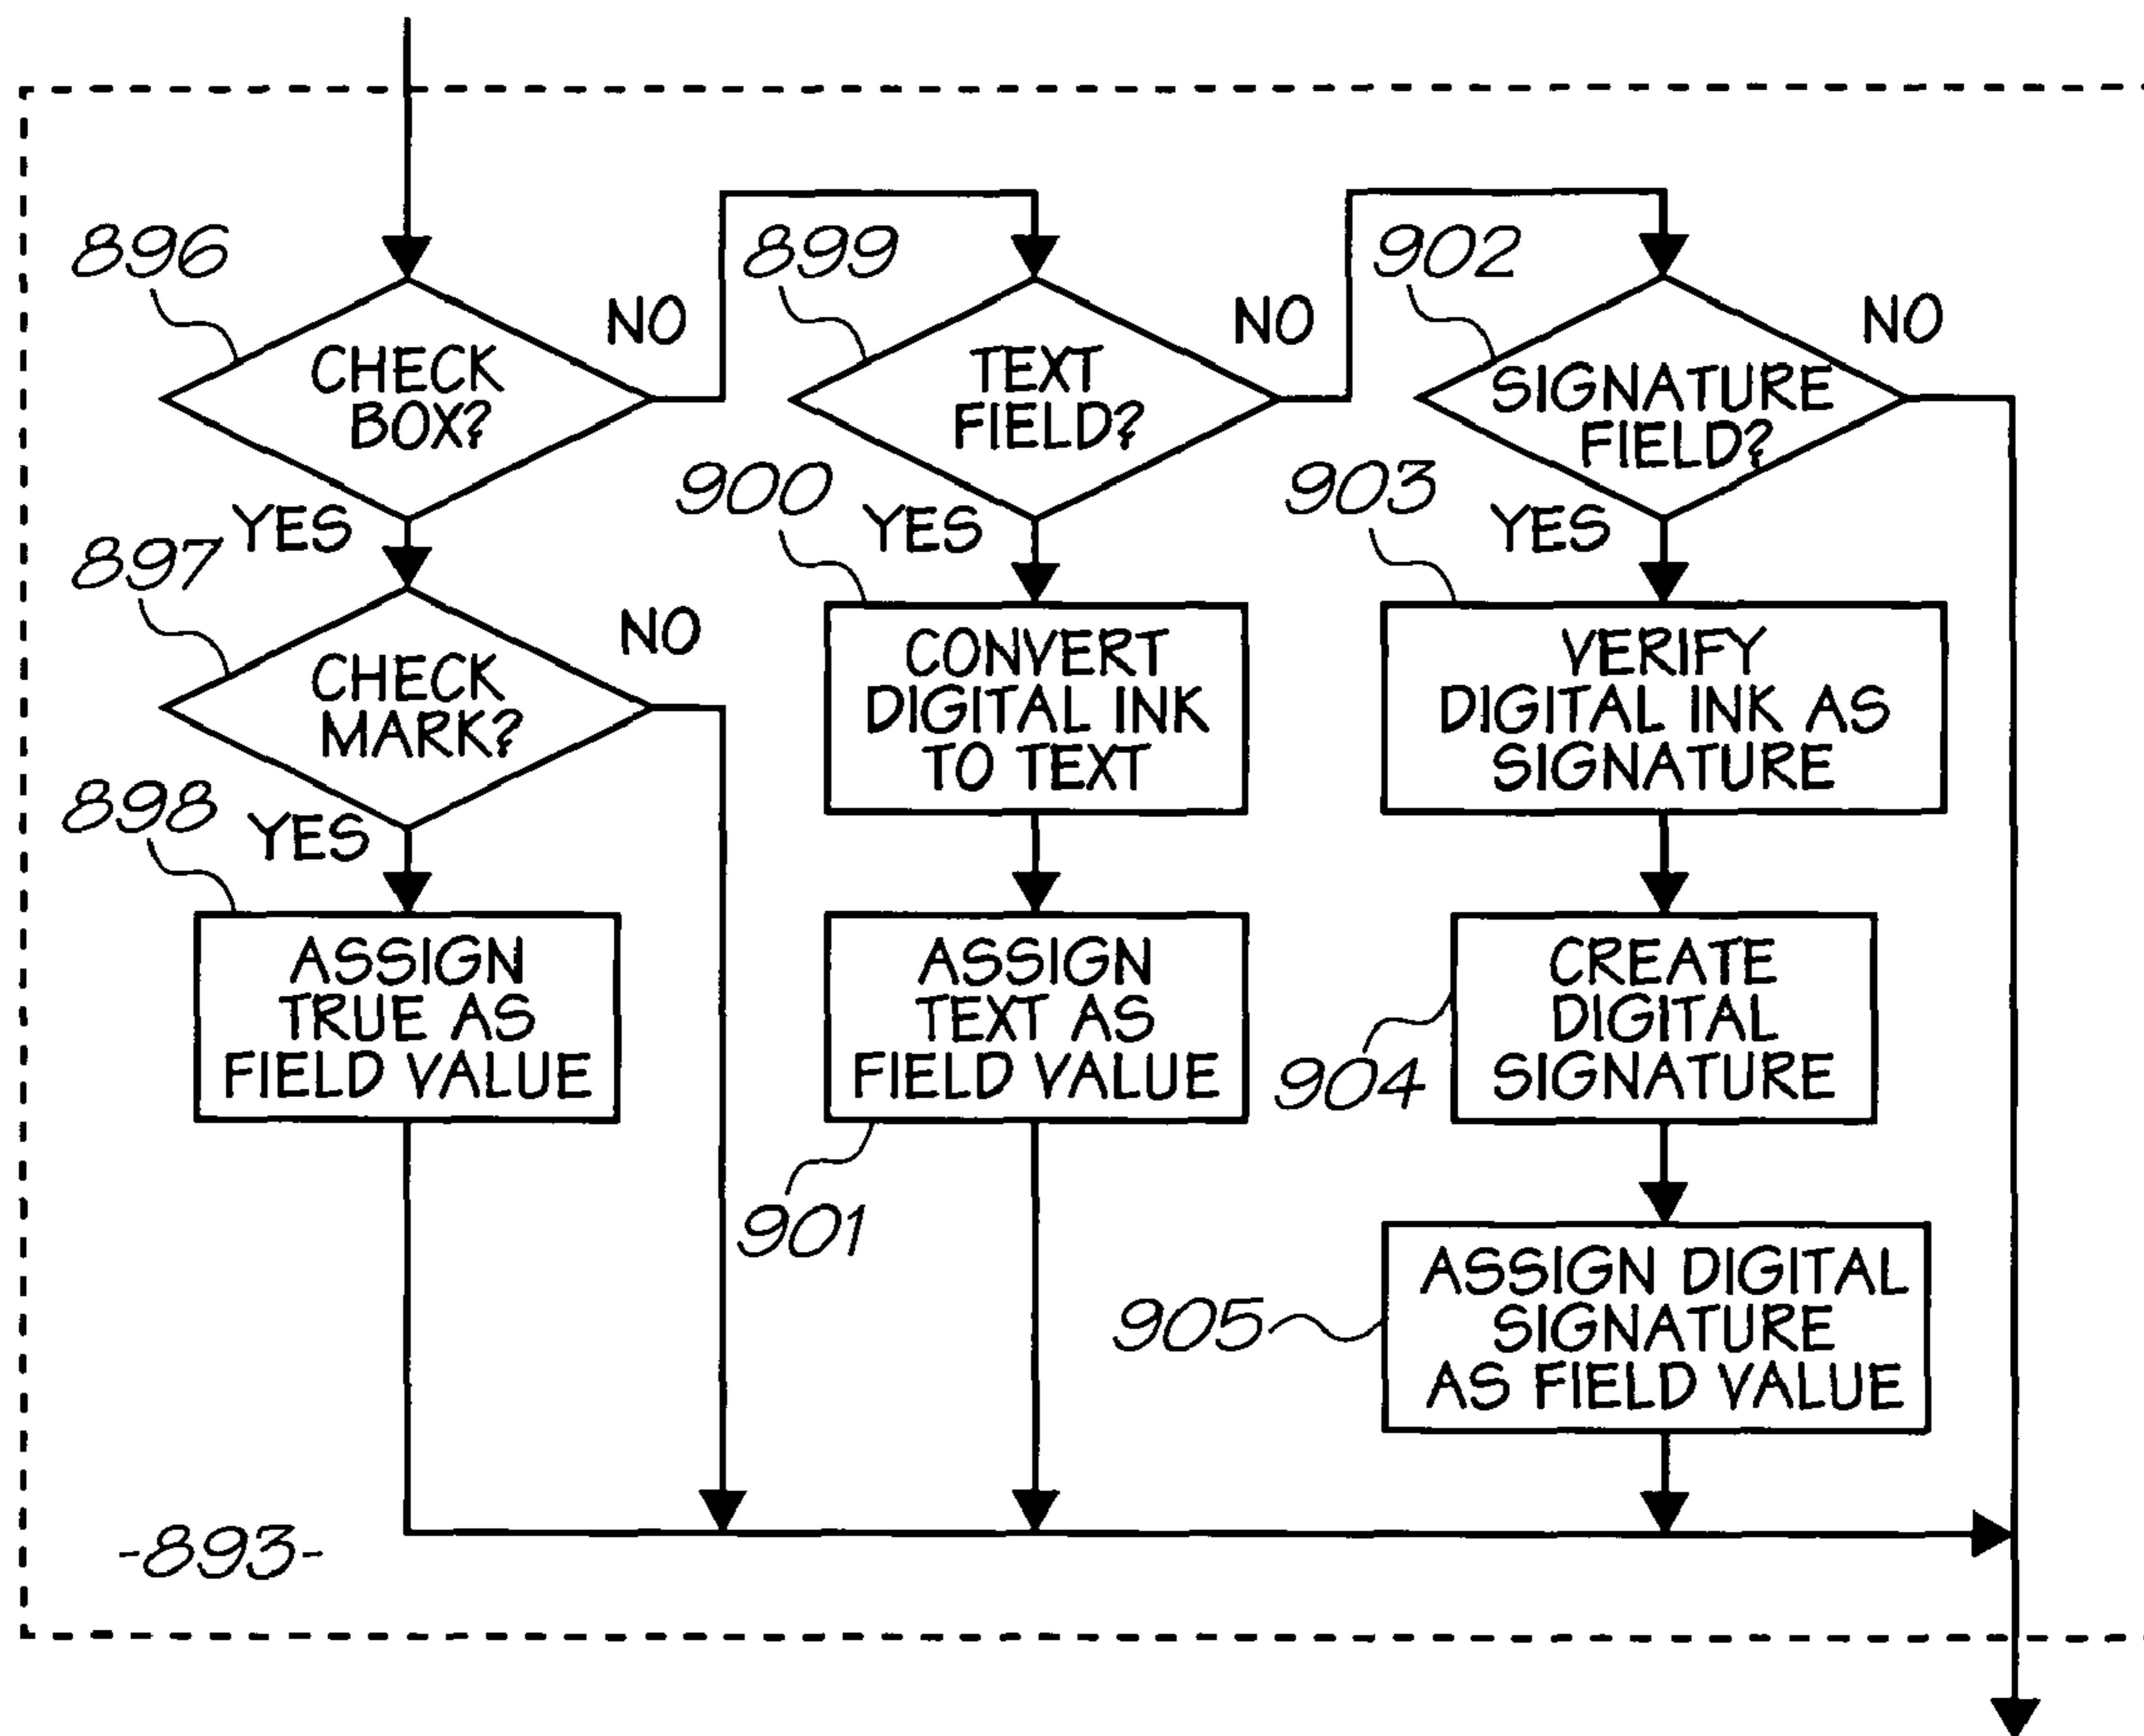 896
CHECK
BOX?
NO
YES
897
CHECK
MARK?
NO
YES
898
ASSIGN
TRUE AS
FIELD VALUE
899
TEXT
FIELD?
NO
YES
900
CONVERT
DIGITAL INK
TO TEXT
ASSIGN
TEXT AS
FIELD VALUE
901
902
SIGNATURE
FIELD?
NO
YES
903
VERIFY
DIGITAL INK AS
SIGNATURE
CREATE
DIGITAL
SIGNATURE
904
ASSIGN DIGITAL
SIGNATURE
AS FIELD VALUE
905
-893-